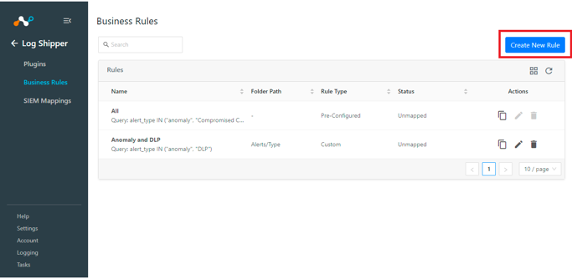 Business Rules
Log Shipper
Plugins
Business Rules
SIEM Mappings
Help
Settings
Account
Logging
Tasks
Search
Create New Rule
Rules
Name Folder Path Rule Type Status Actions
All
Query: alert_type IN ("anomaly", "Compromised C... - Pre-Configured Unmapped
Anomaly and DLP
Query: alert_type IN ("anomaly", "DLP") Alerts/Type Custom Unmapped
< 1 > 10 / page